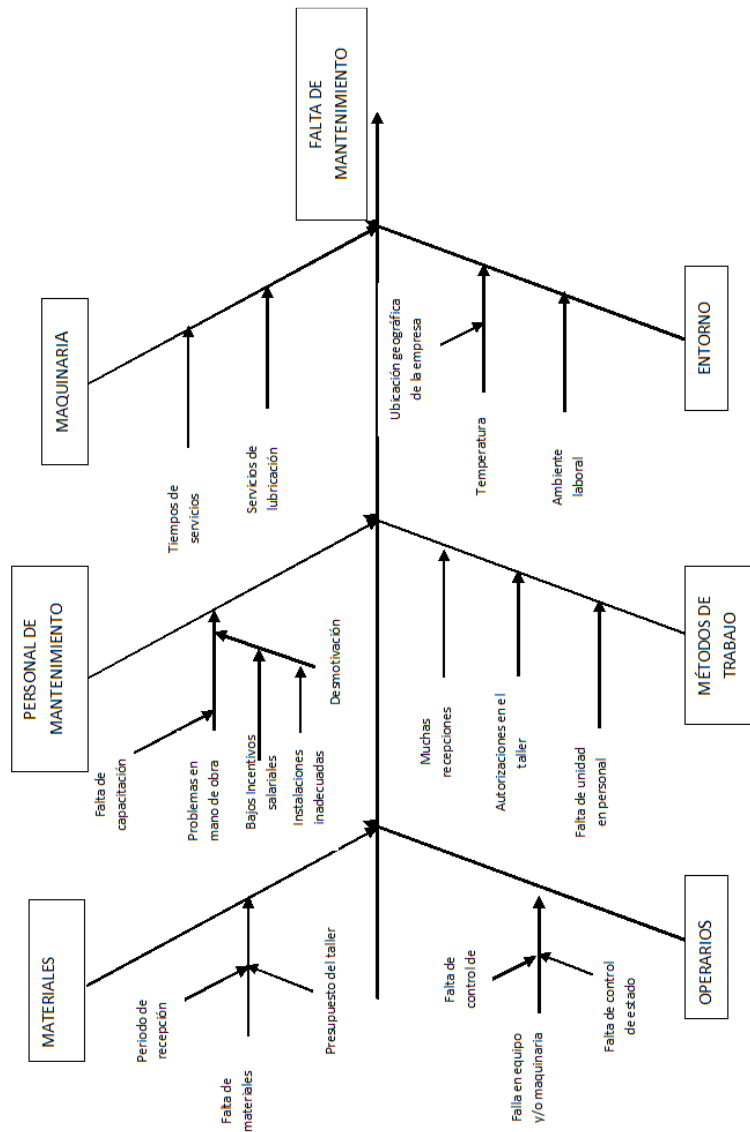 MATERIALES
PERSONAL DE
MANTENIMIENTO
MAQUINARIA
FALTA DE
MANTENIMIENTO
Periodo de
recepción
Falta de
materiales
Presupuesto del taller
Falta de
capacitación
Problemas en
mano de obra
Bajos Incentivos
salariales
Instalaciones
inadecuadas
Desmotivación
Tiempos de
servicios
Servicios de
lubricación
Falta de
control de
Falla en equipo
y/o maquinaria
Falta de control
de estado
Muchas
recepciones
Autorizaciones en el
taller
Falta de unidad
en personal
Ubicación geográfica
de la empresa
Temperatura
Ambiente
laboral
OPERARIOS
MÉTODOS DE
TRABAJO
ENTORNO